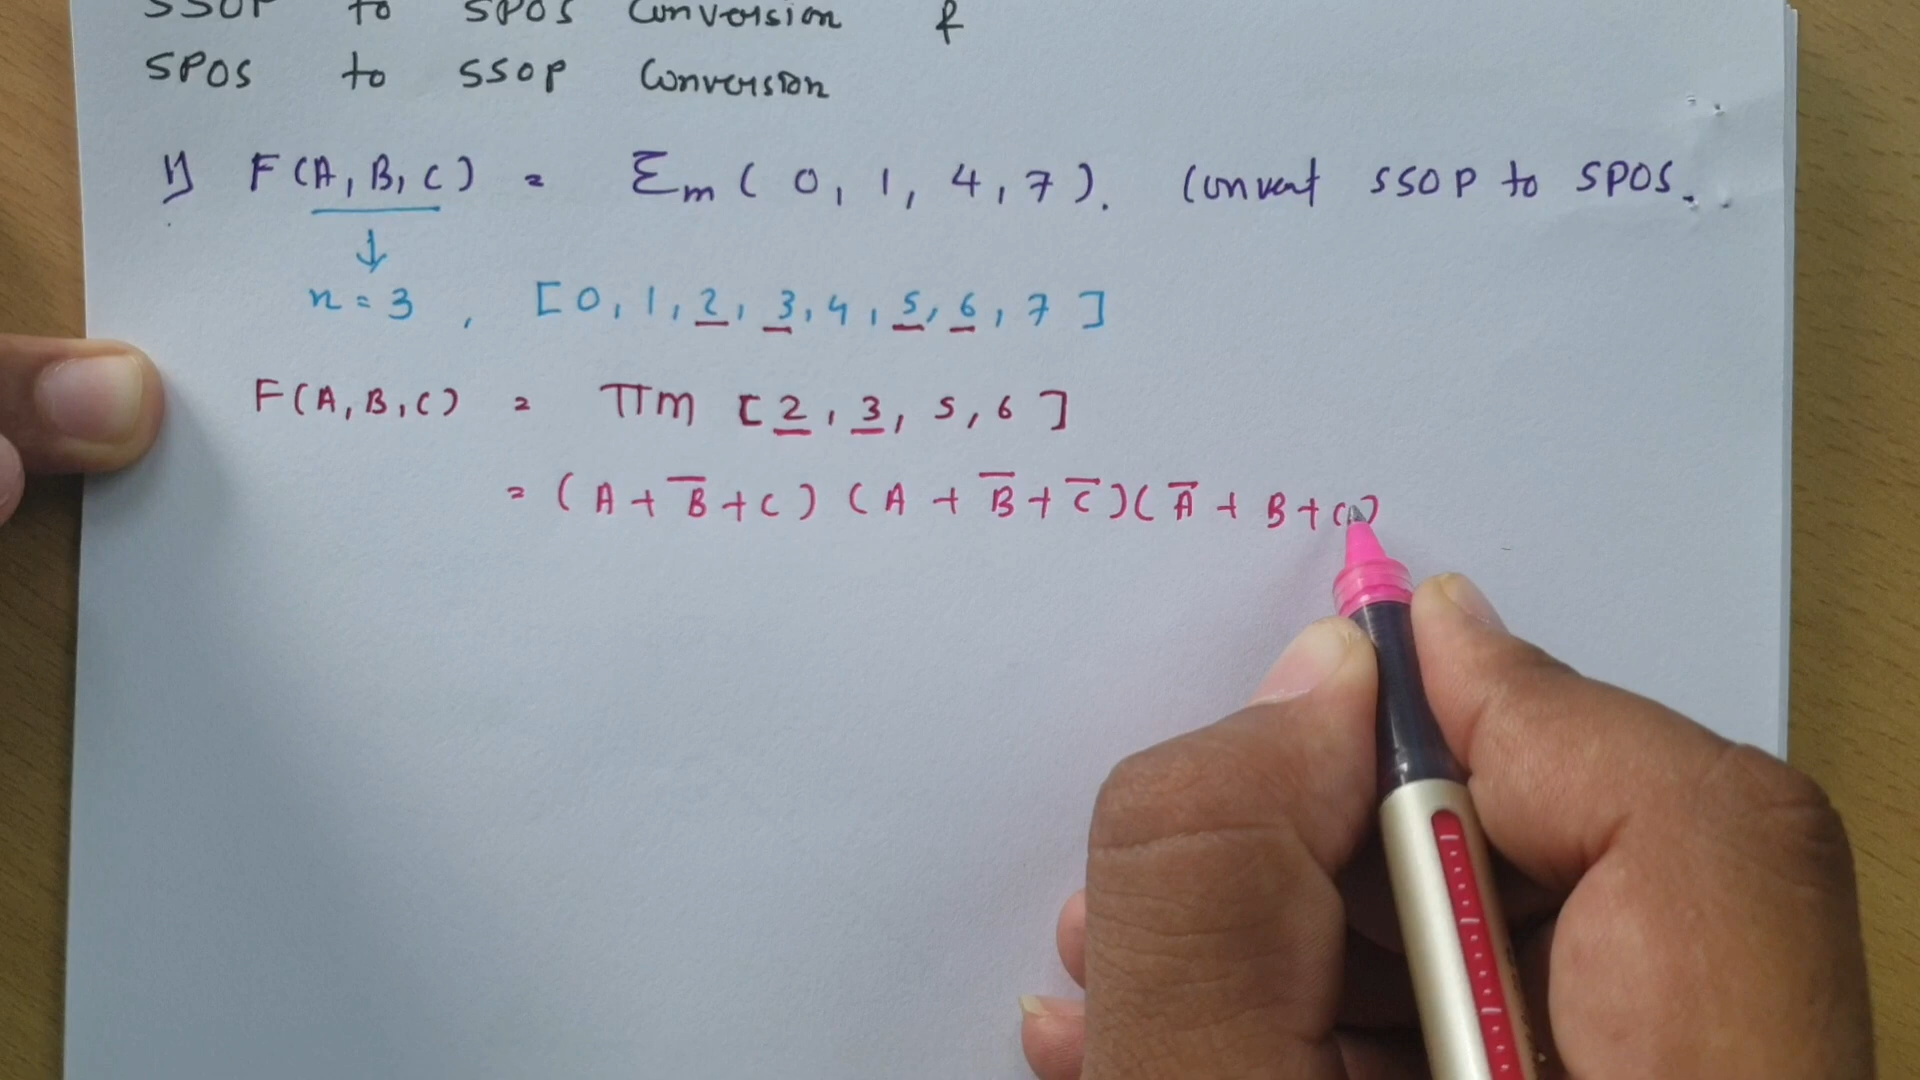 SSOP to SPOS Conversion &
SPOS to SSOP Conversion
1) F(A,B,C) = Σm(0,1,4,7). Convert SSOP to SPOS.
↓
n=3, [0,1,2,3,4,5,6,7]
F(A,B,C) = πM [2,3,5,6]
= (A+B̅+C)(A+B̅+C̅)(A̅+B+C)